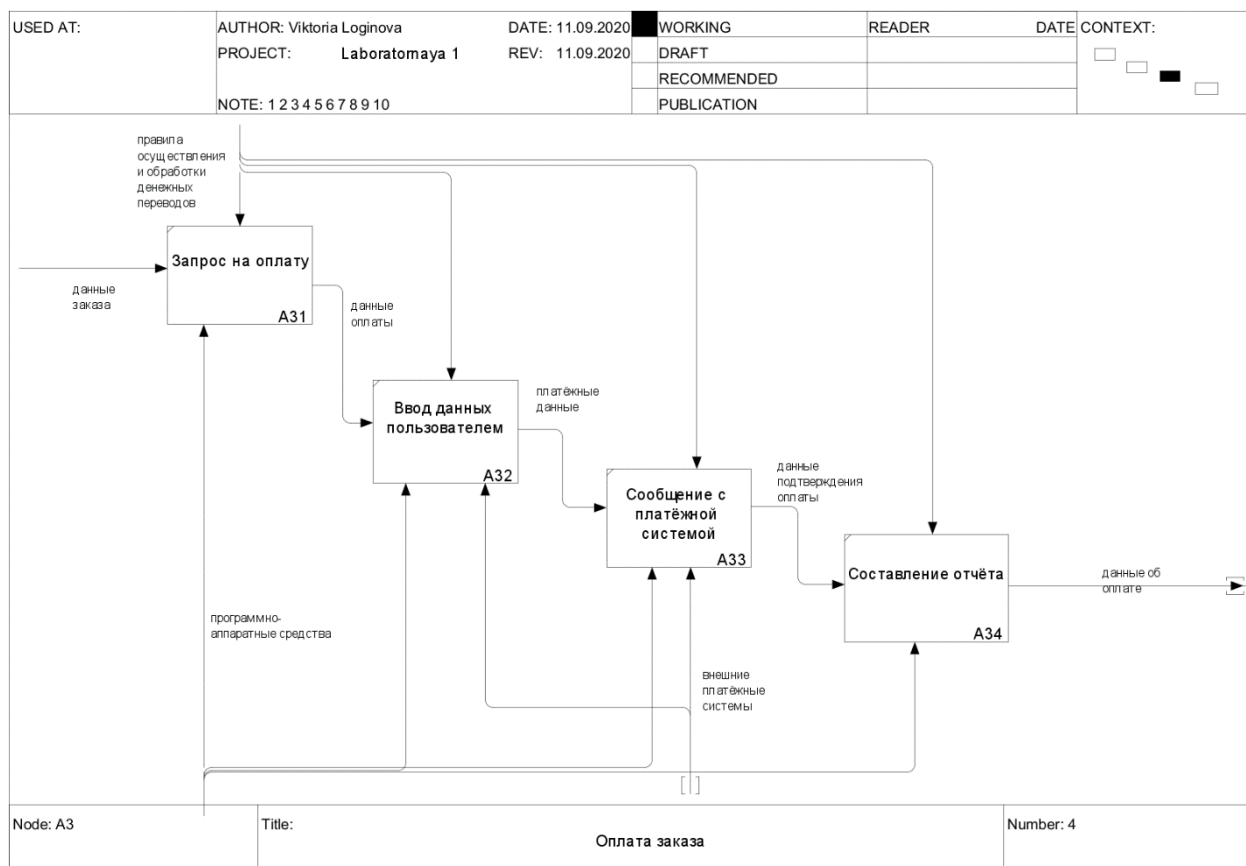 USED AT:
AUTHOR: Viktoria Loginova
DATE: 11.09.2020
WORKING
READER
DATE
CONTEXT:
PROJECT:
Laboratornaya 1
REV: 11.09.2020
DRAFT
RECOMMENDED
NOTE: 1 2 3 4 5 6 7 8 9 10
PUBLICATION
правила
осуществления
и обработки
денежных
переводов
Запрос на оплату
A31
данные
заказа
данные
оплаты
Ввод данных
пользователем
A32
платёжные
данные
Сообщение с
платёжной
системой
A33
данные
подтверждения
оплаты
Составление отчёта
A34
данные об
оплате
программно-
аппаратные средства
внешние
платёжные
системы
Node: A3
Title:
Оплата заказа
Number: 4